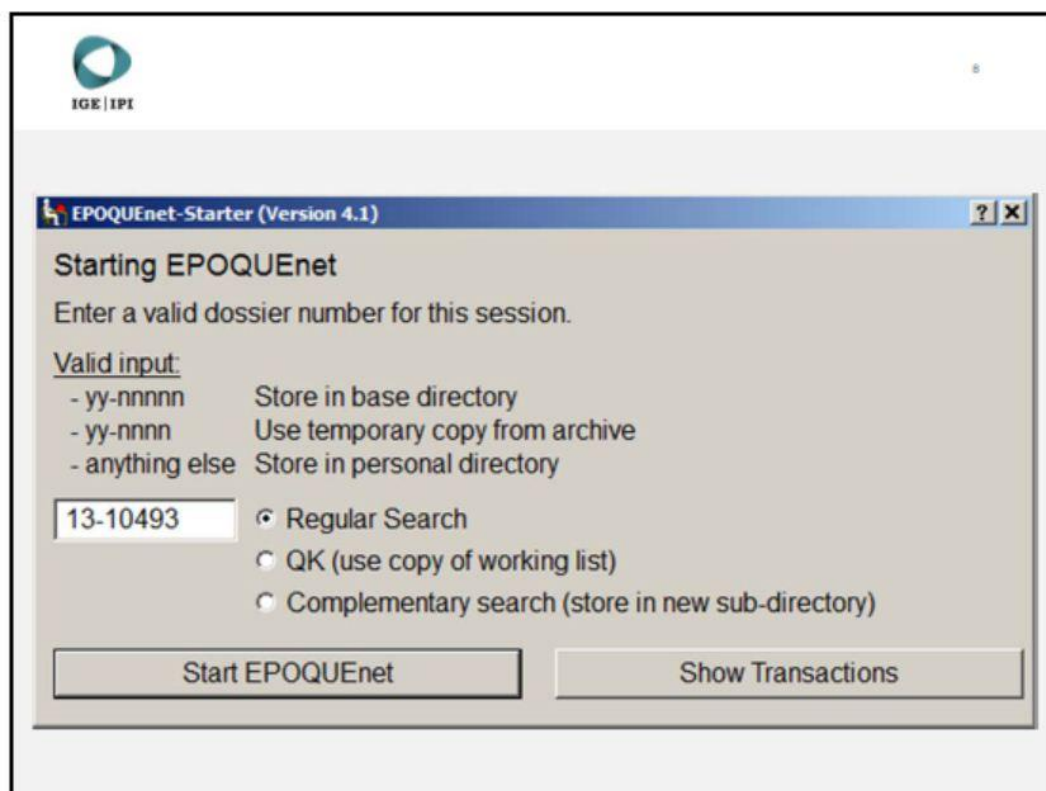 IGE|IPI
8
EPOQUEnet-Starter (Version 4.1)
Starting EPOQUEnet
Enter a valid dossier number for this session.
Valid input:
- yy-nnnnn Store in base directory
- yy-nnnn Use temporary copy from archive
- anything else Store in personal directory
13-10493 Regular Search
QK (use copy of working list)
Complementary search (store in new sub-directory)
Start EPOQUEnet Show Transactions